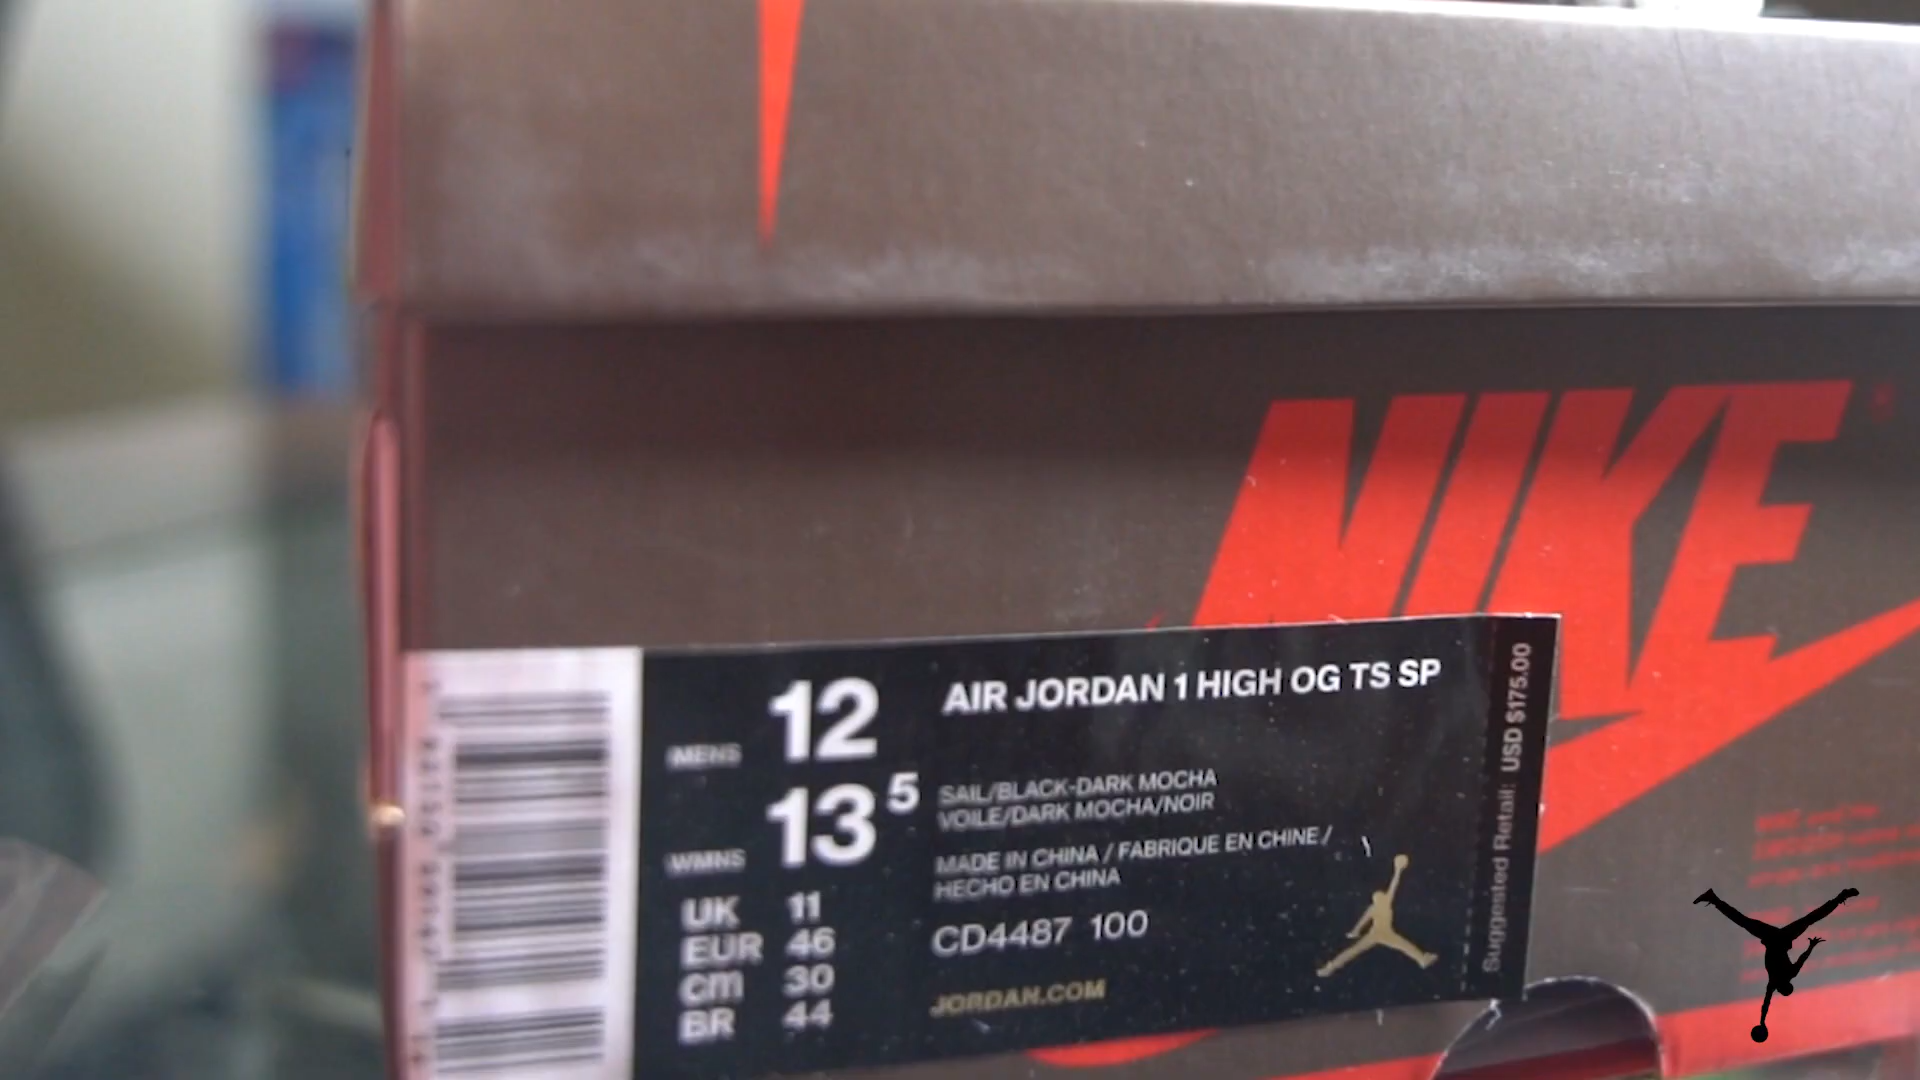 NIKE
MENS 12
WMNS 13 5
UK 11
EUR 46
cm 30
BR 44
AIR JORDAN 1 HIGH OG TS SP
SAIL/BLACK-DARK MOCHA
VOILE/DARK MOCHA/NOIR
MADE IN CHINA / FABRIQUE EN CHINE /
HECHO EN CHINA
CD4487 100
JORDAN.COM
Suggested Retail: USD $175.00